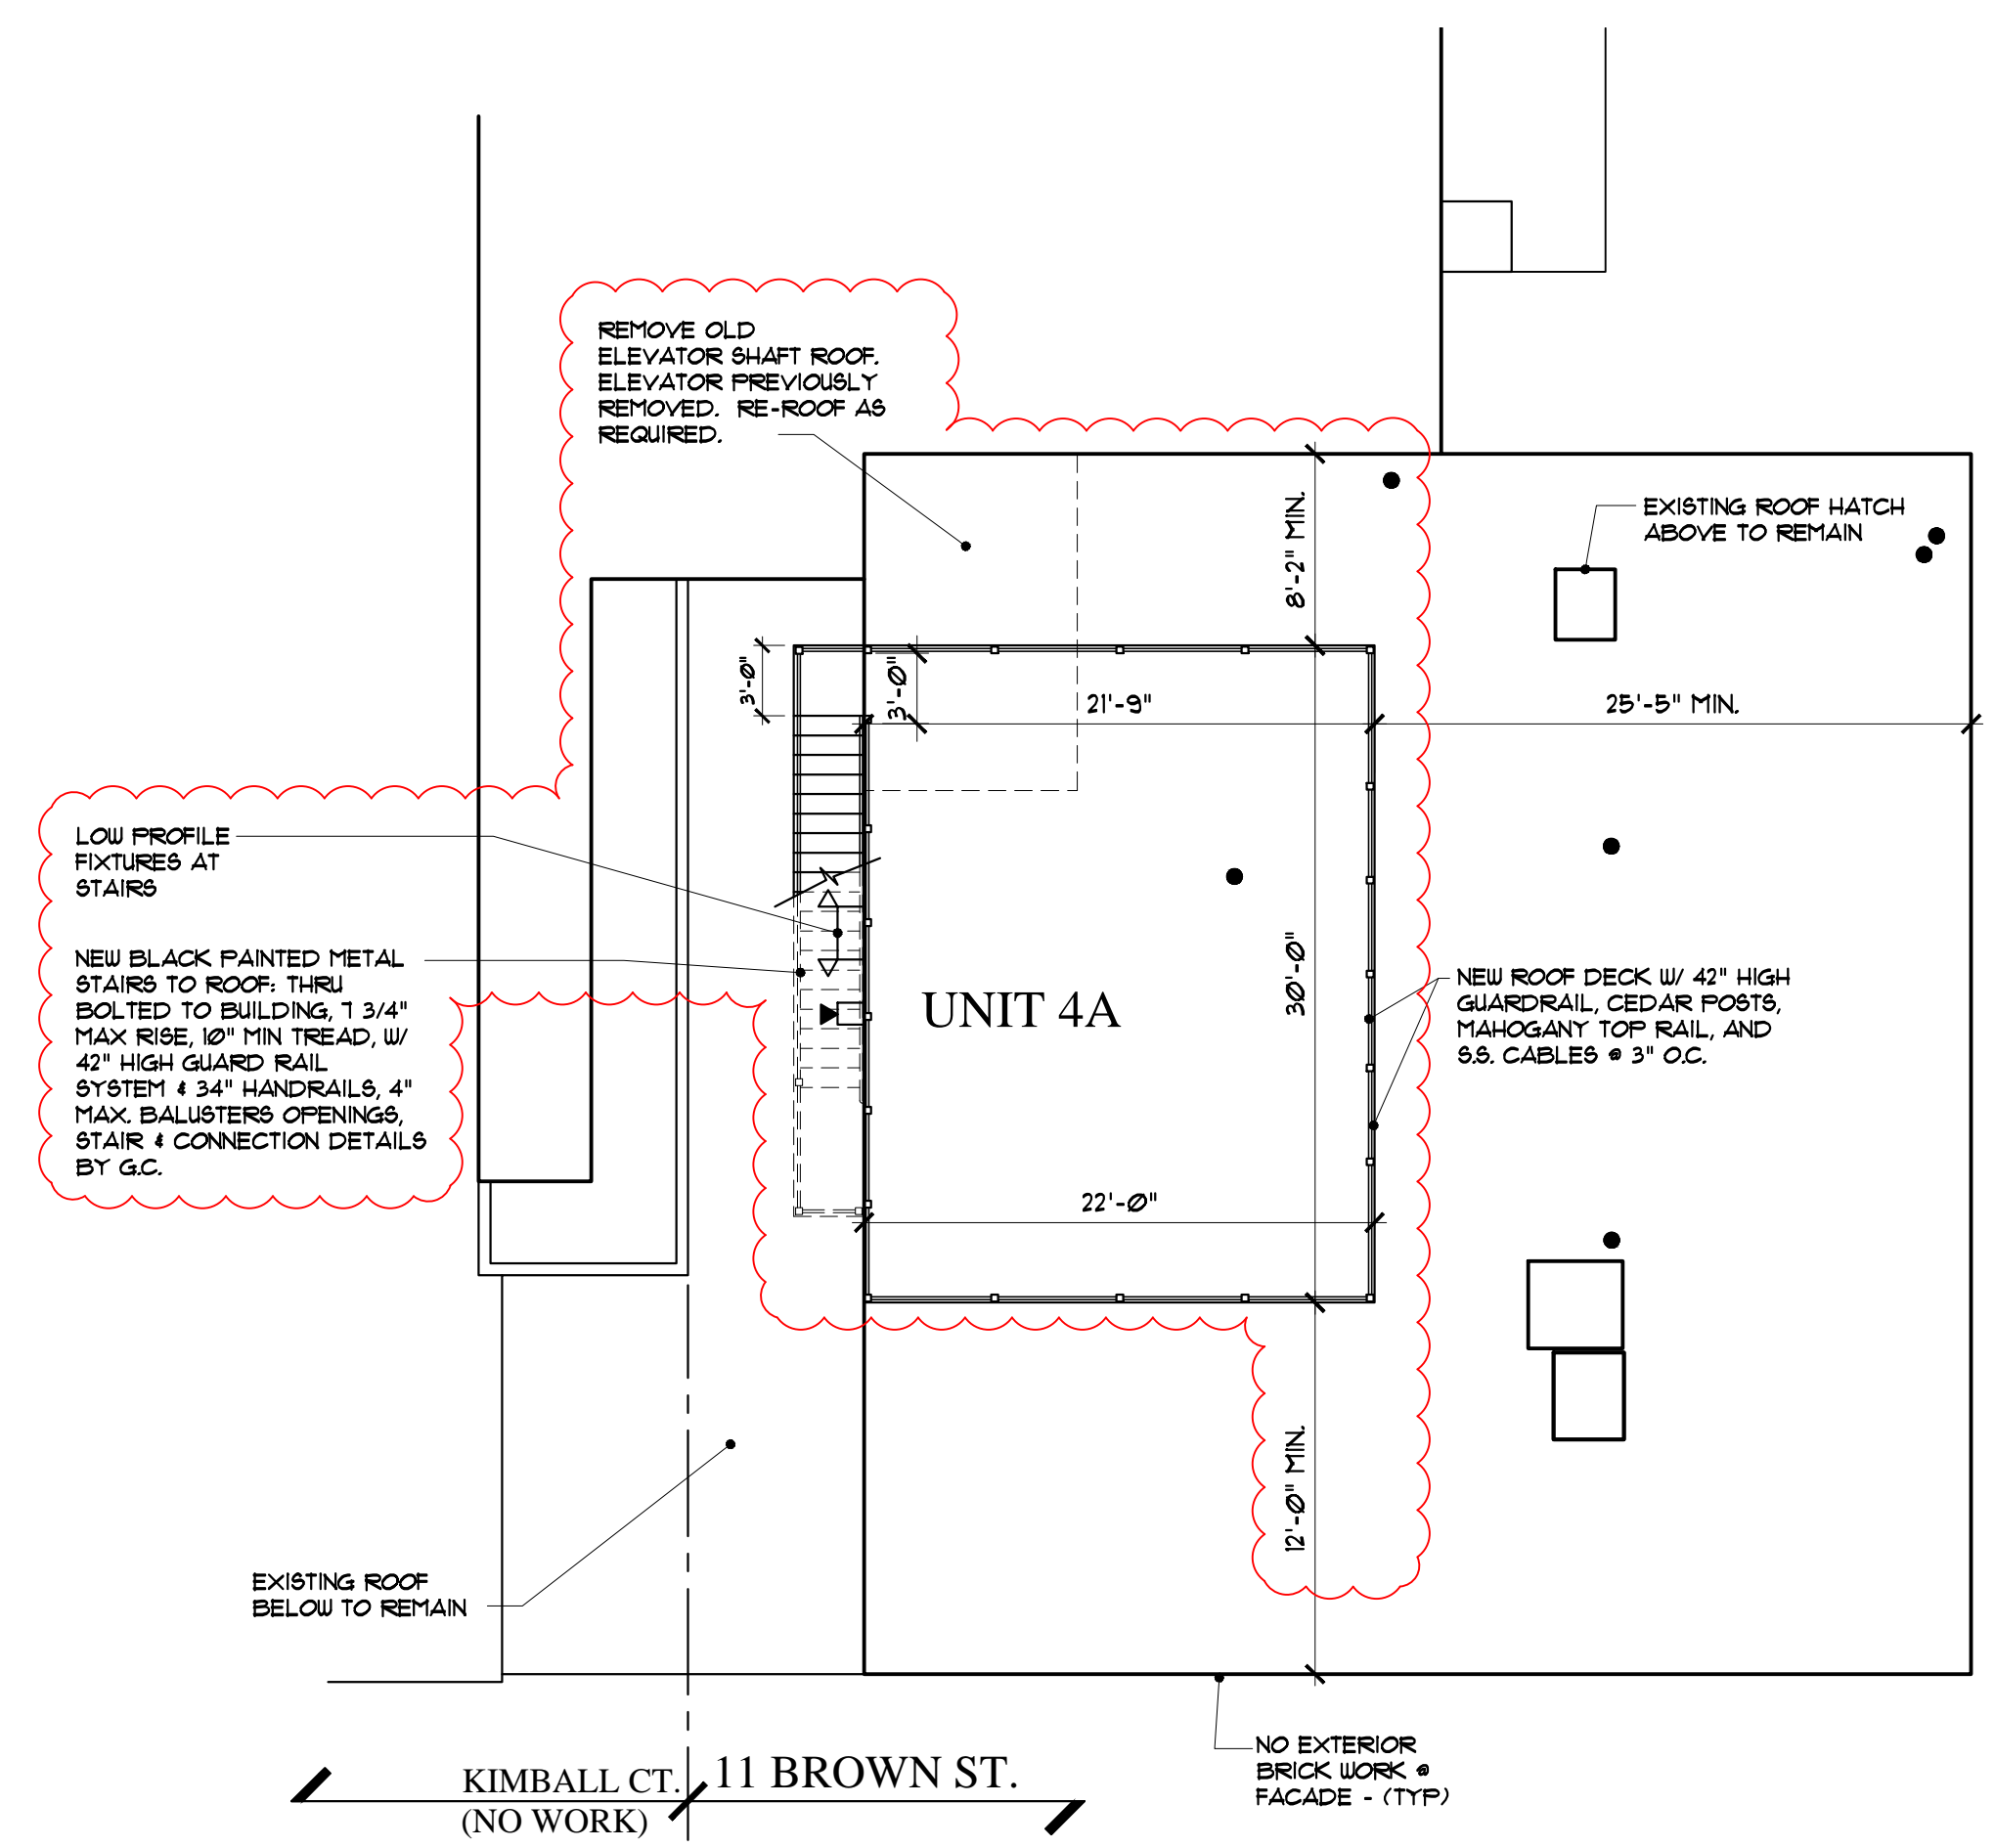 REMOVE OLD
ELEVATOR SHAFT ROOF.
ELEVATOR PREVIOUSLY
REMOVED. RE-ROOF AS
REQUIRED.
8'-2" MIN.
EXISTING ROOF HATCH
ABOVE TO REMAIN
3'-0"
3'-0"
21'-9"
25'-5" MIN.
LOW PROFILE
FIXTURES AT
STAIRS
NEW BLACK PAINTED METAL
STAIRS TO ROOF: THRU
BOLTED TO BUILDING, 7 3/4"
MAX RISE, 10" MIN TREAD, W/
42" HIGH GUARD RAIL
SYSTEM & 34" HANDRAILS, 4"
MAX. BALUSTERS OPENINGS,
STAIR & CONNECTION DETAILS
BY G.C.
UNIT 4A
30'-0"
NEW ROOF DECK W/ 42" HIGH
GUARDRAIL, CEDAR POSTS,
MAHOGANY TOP RAIL, AND
S.S. CABLES @ 3" O.C.
22'-0"
12'-0" MIN.
EXISTING ROOF
BELOW TO REMAIN
NO EXTERIOR
BRICK WORK @
FACADE - (TYP)
KIMBALL CT.
(NO WORK)
11 BROWN ST.